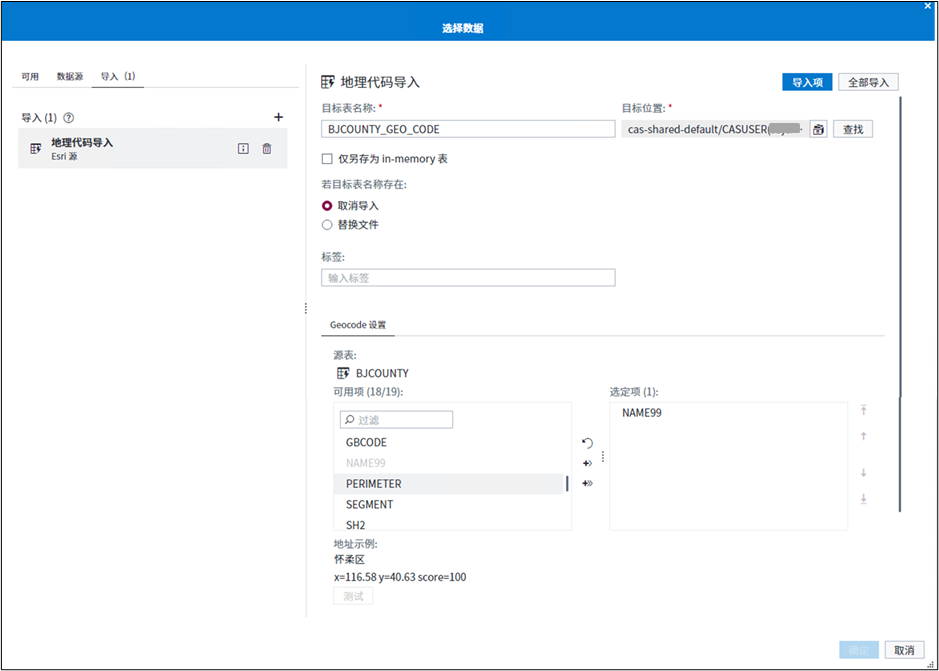 选择数据
可用 数据源 导入 (1)
导入 (1)
地理代码导入
Esri 源
地理代码导入
导入项 全部导入
目标表名称: *
目标位置: *
BJCOUNTY_GEO_CODE
cas-shared-default/CASUSER(
查找
仅另存为 in-memory 表
若目标表名称存在:
取消导入
替换文件
标签:
输入标签
Geocode 设置
源表:
BJCOUNTY
可用项 (18/19):
选定项 (1):
过滤
NAME99
GBCODE
NAME99
PERIMETER
SEGMENT
SH2
地址示例:
怀柔区
x=116.58 y=40.63 score=100
测试
确定 取消